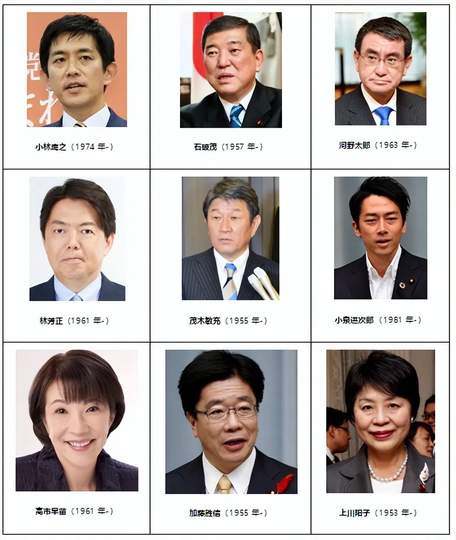 小林鹰之（1974 年-）
石破茂（1957 年-）
河野太郎（1963 年-）
林芳正（1961 年-）
茂木敏充（1955 年-）
小泉进次郎（1981 年-）
高市早苗（1961 年-）
加藤胜信（1955 年-）
上川阳子（1953 年-）